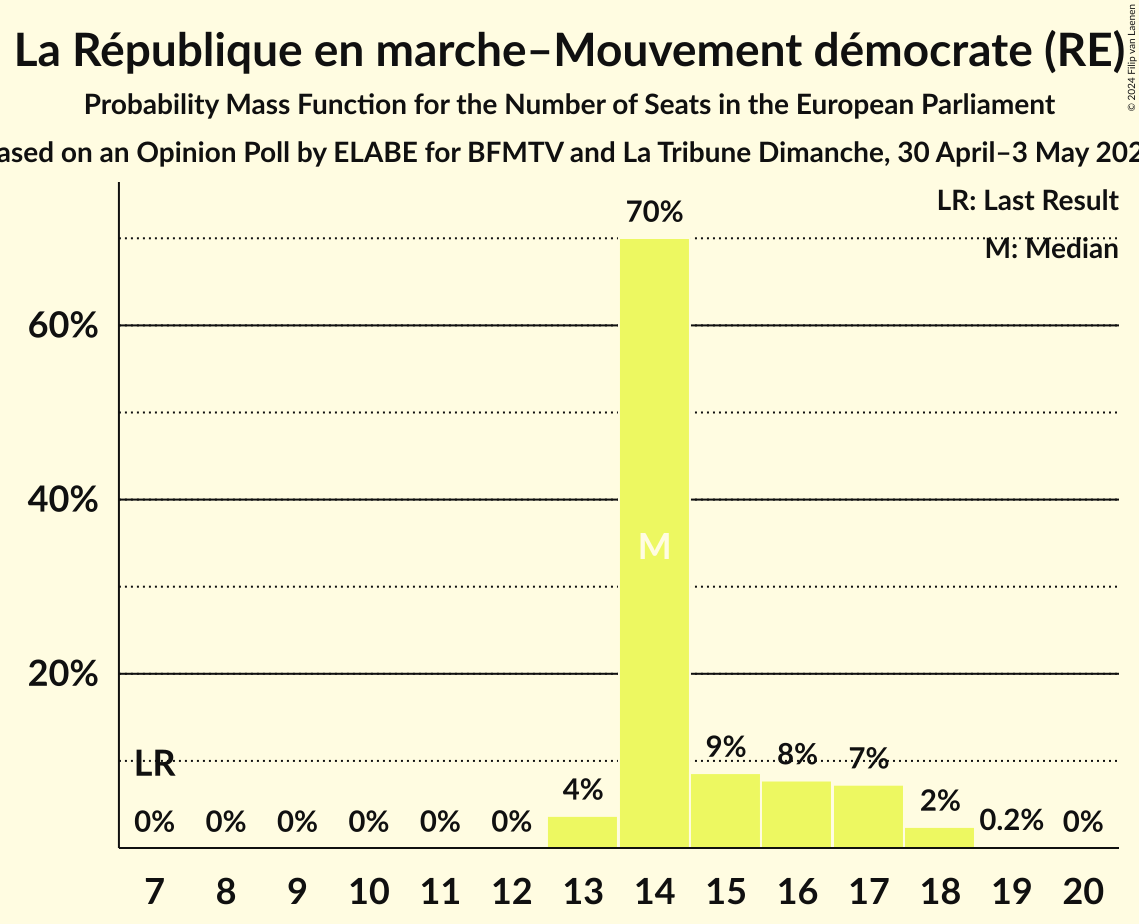 La République en marche–Mouvement démocrate (RE)
© 2024 Filip van Laenen
Probability Mass Function for the Number of Seats in the European Parliament
ased on an Opinion Poll by ELABE for BFMTV and La Tribune Dimanche, 30 April–3 May 202
LR: Last Result
M: Median
70%
60%
40%
M
20%
LR
9%
8%
7%
4%
2%
0% 0% 0% 0% 0% 0% 0.2% 0%
7 8 9 10 11 12 13 14 15 16 17 18 19 20